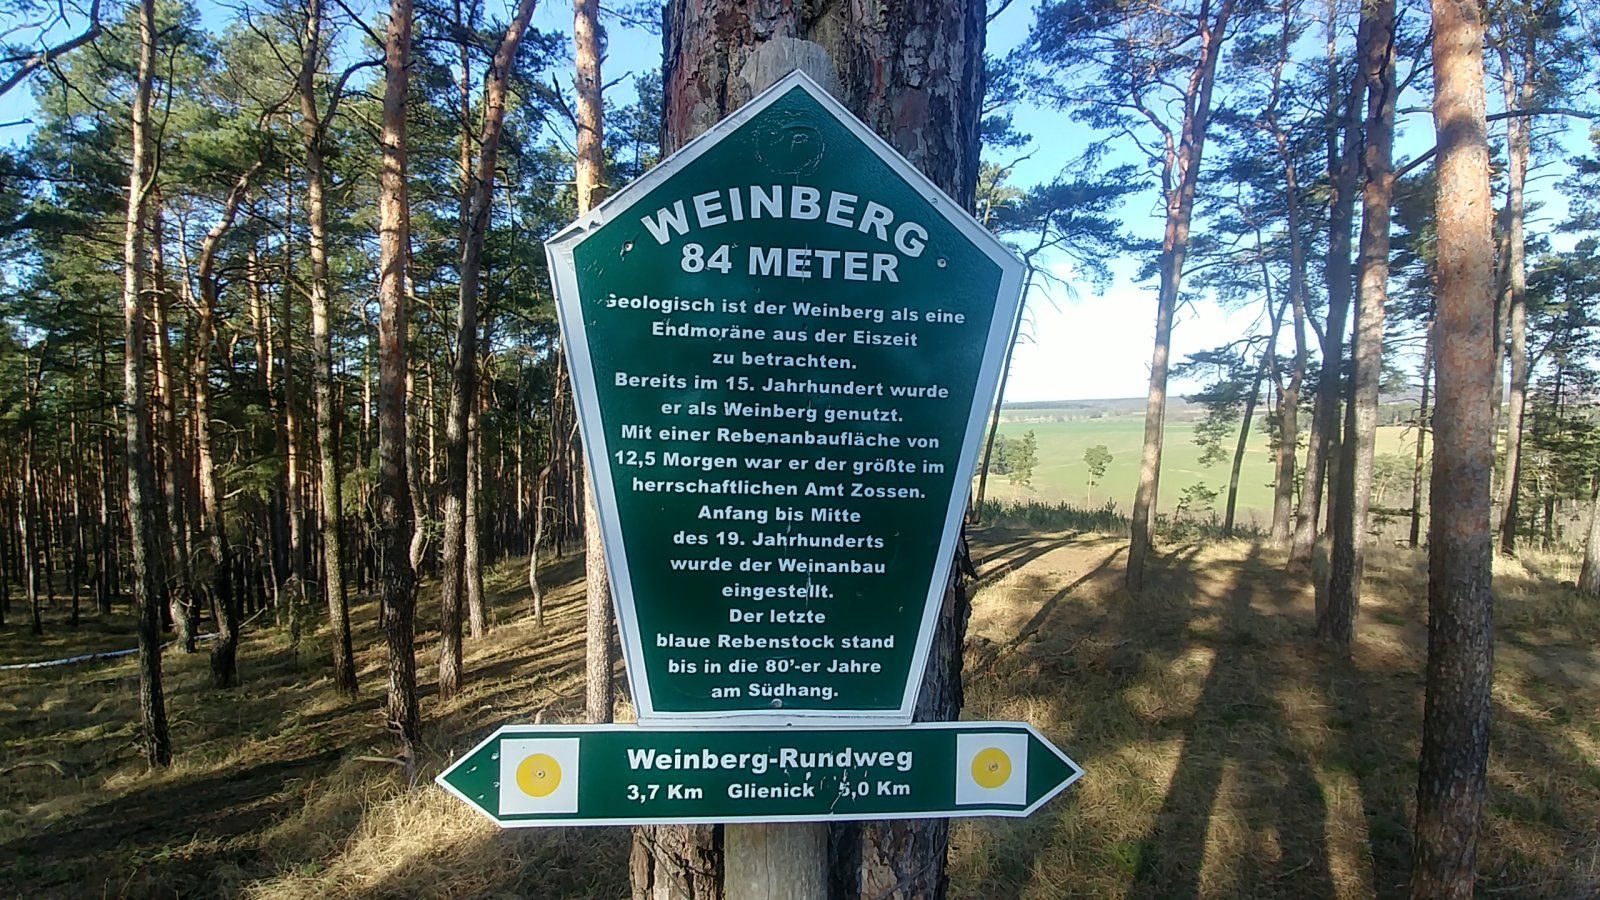 WEINBERG
84 METER
Geologisch ist der Weinberg als eine
Endmoräne aus der Eiszeit
zu betrachten.
Bereits im 15. Jahrhundert wurde
er als Weinberg genutzt.
Mit einer Rebenanbaufläche von
12,5 Morgen war er der größte im
herrschaftlichen Amt Zossen.
Anfang bis Mitte
des 19. Jahrhunderts
wurde der Weinanbau
eingestellt.
Der letzte
blaue Rebenstock stand
bis in die 80'-er Jahre
am Südhang.
Weinberg-Rundweg
3,7 Km Glienick 5,0 Km